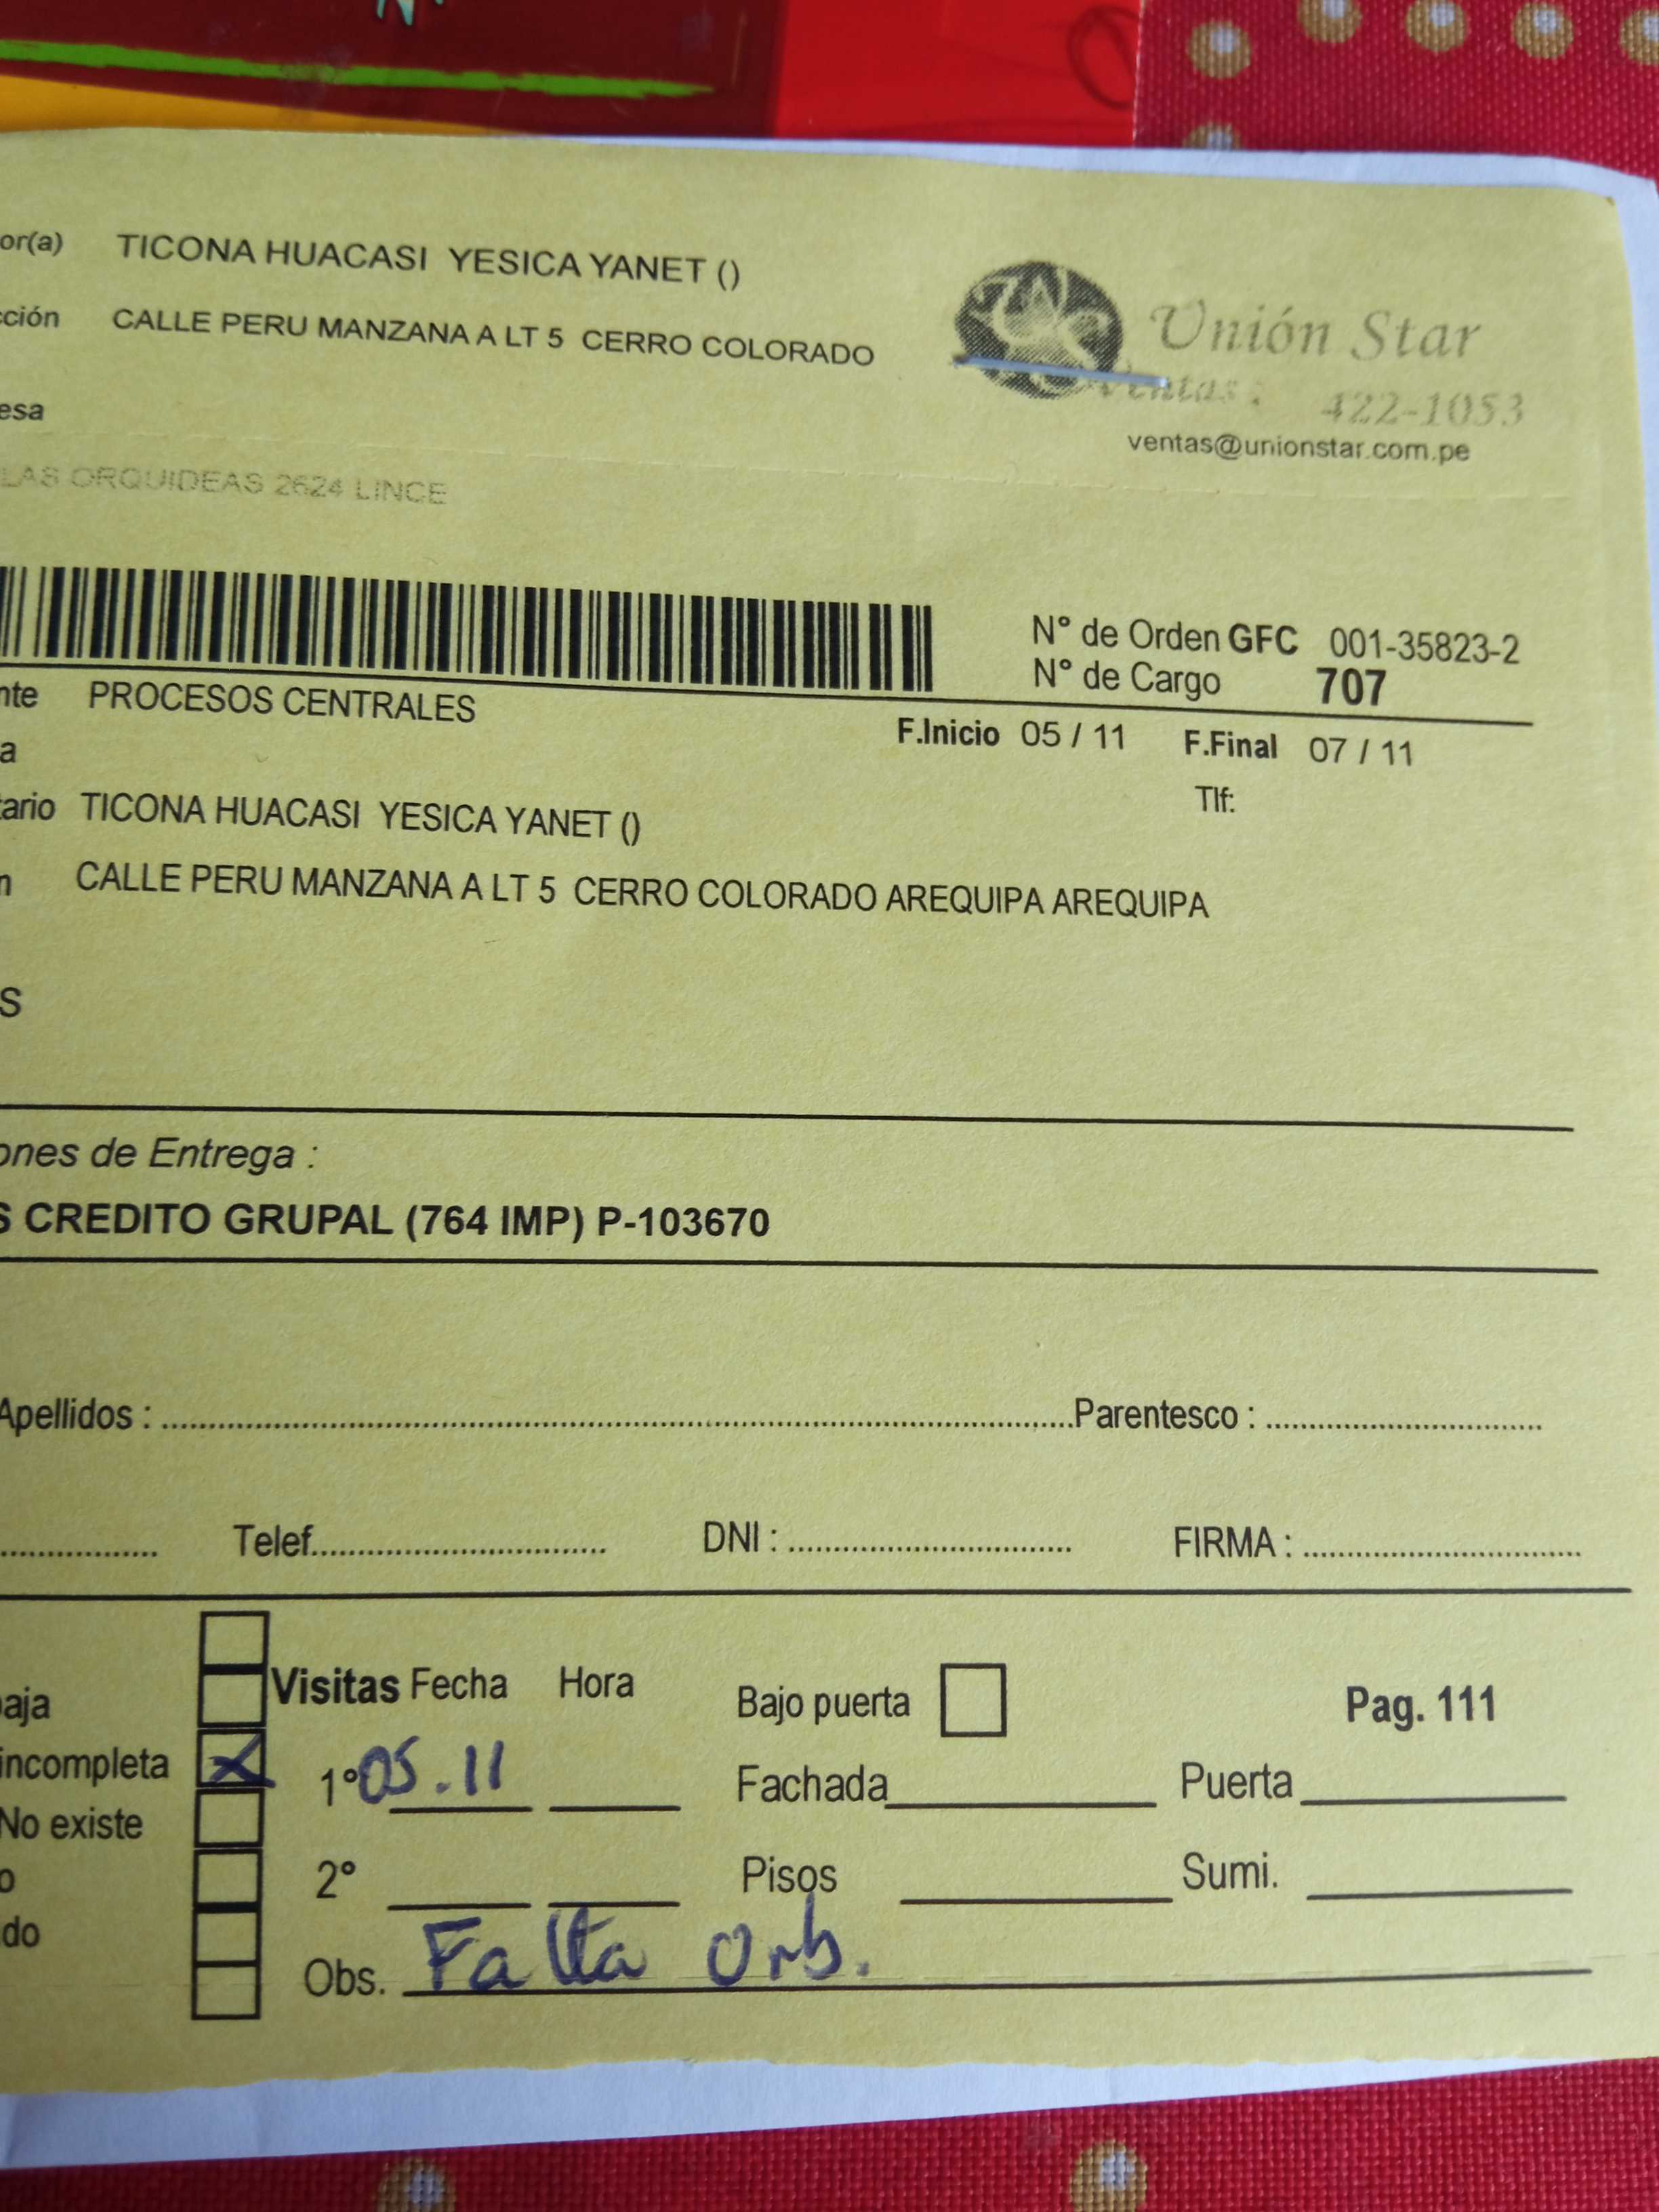 or(a) TICONA HUACASI YESICA YANET ()
cción CALLE PERU MANZANA A LT 5 CERRO COLORADO
Unión Star
Ventas : 422-1053
ventas@unionstar.com.pe
esa
LAS ORQUIDEAS 2624 LINCE
N° de Orden GFC 001-35823-2
N° de Cargo 707
nte PROCESOS CENTRALES
F.Inicio 05 / 11 F.Final 07 / 11
a
Tlf:
tario TICONA HUACASI YESICA YANET ()
n CALLE PERU MANZANA A LT 5 CERRO COLORADO AREQUIPA AREQUIPA
S
ones de Entrega :
S CREDITO GRUPAL (764 IMP) P-103670
Apellidos : Parentesco :
Telef. DNI : FIRMA :
Visitas Fecha Hora Bajo puerta Pag. 111
aja
incompleta X 1° 05.11 Fachada Puerta
No existe
2° Pisos Sumi.
o
do
Obs. Falta Urb.